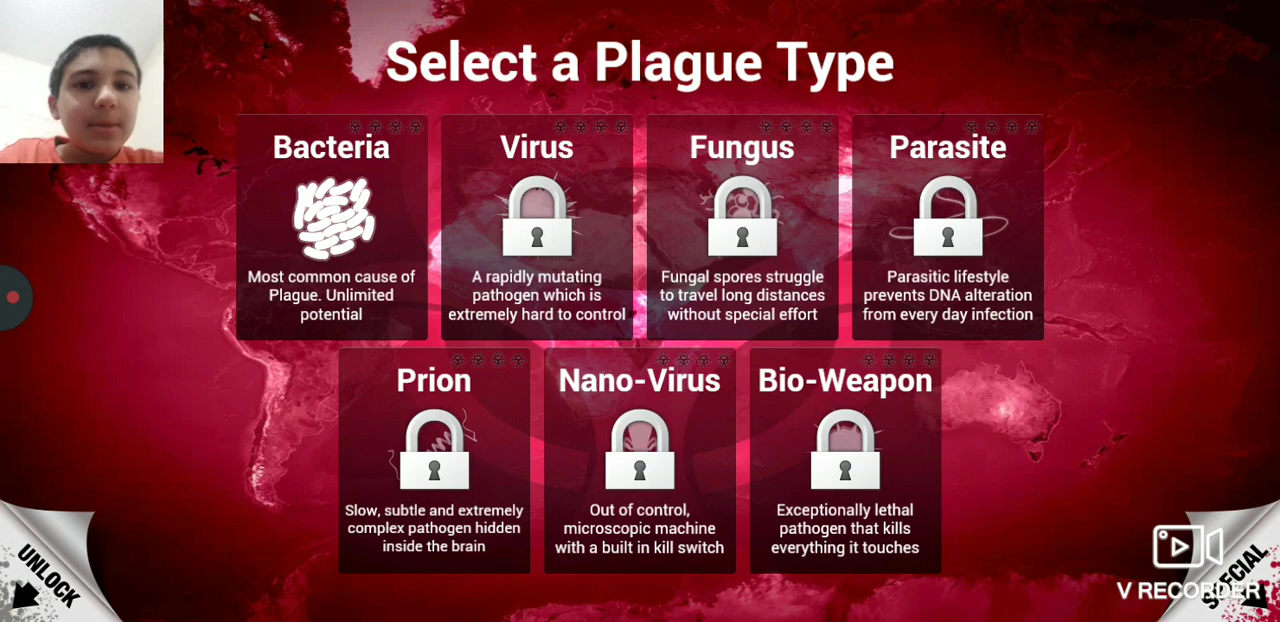 Select a Plague Type
Bacteria
Most common cause of
Plague. Unlimited
potential
Virus
A rapidly mutating
pathogen which is
extremely hard to control
Fungus
Fungal spores struggle
to travel long distances
without special effort
Parasite
Parasitic lifestyle
prevents DNA alteration
from every day infection
Prion
Slow, subtle and extremely
complex pathogen hidden
inside the brain
Nano-Virus
Out of control,
microscopic machine
with a built in kill switch
Bio-Weapon
Exceptionally lethal
pathogen that kills
everything it touches
UNLOCK
SPECIAL
V RECORDER